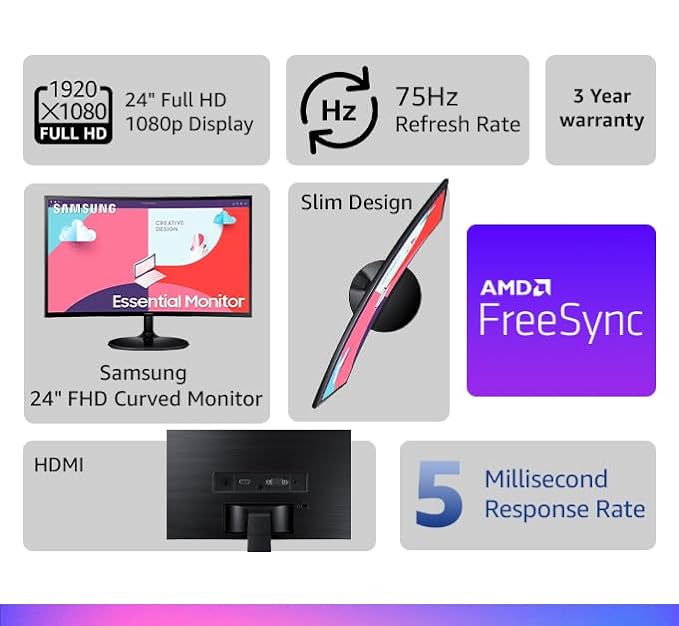 1920
X1080
FULL HD
24" Full HD
1080p Display
Hz
75Hz
Refresh Rate
3 Year
warranty
SAMSUNG
CREATIVE
DESIGN
Essential Monitor
Samsung
24" FHD Curved Monitor
Slim Design
AMD
FreeSync
HDMI
5
Millisecond
Response Rate